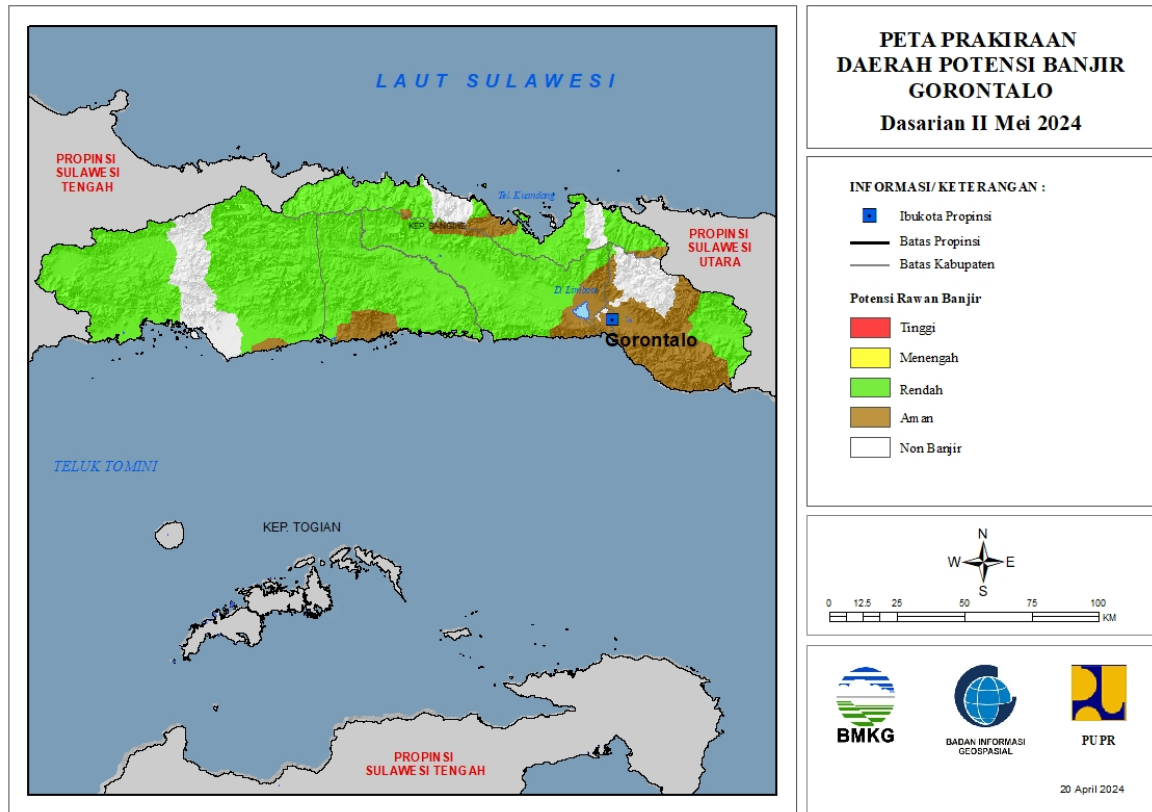 PETA PRAKIRAAN
DAERAH POTENSI BANJIR
GORONTALO
Dasarian II Mei 2024
LAUT SULAWESI
PROPINSI
SULAWESI
TENGAH
Tel. Kuandang
KEP. SANGIHE
PROPINSI
SULAWESI
UTARA
D. Limboto
Gorontalo
TELUK TOMINI
KEP. TOGIAN
PROPINSI
SULAWESI TENGAH
INFORMASI/ KETERANGAN :
Ibukota Propinsi
Batas Propinsi
Batas Kabupaten
Potensi Rawan Banjir
Tinggi
Menengah
Rendah
Aman
Non Banjir
N
W E
S
0 12.5 25 50 75 100
KM
BMKG
BADAN INFORMASI
GEOSPASIAL
PUPR
20 April 2024